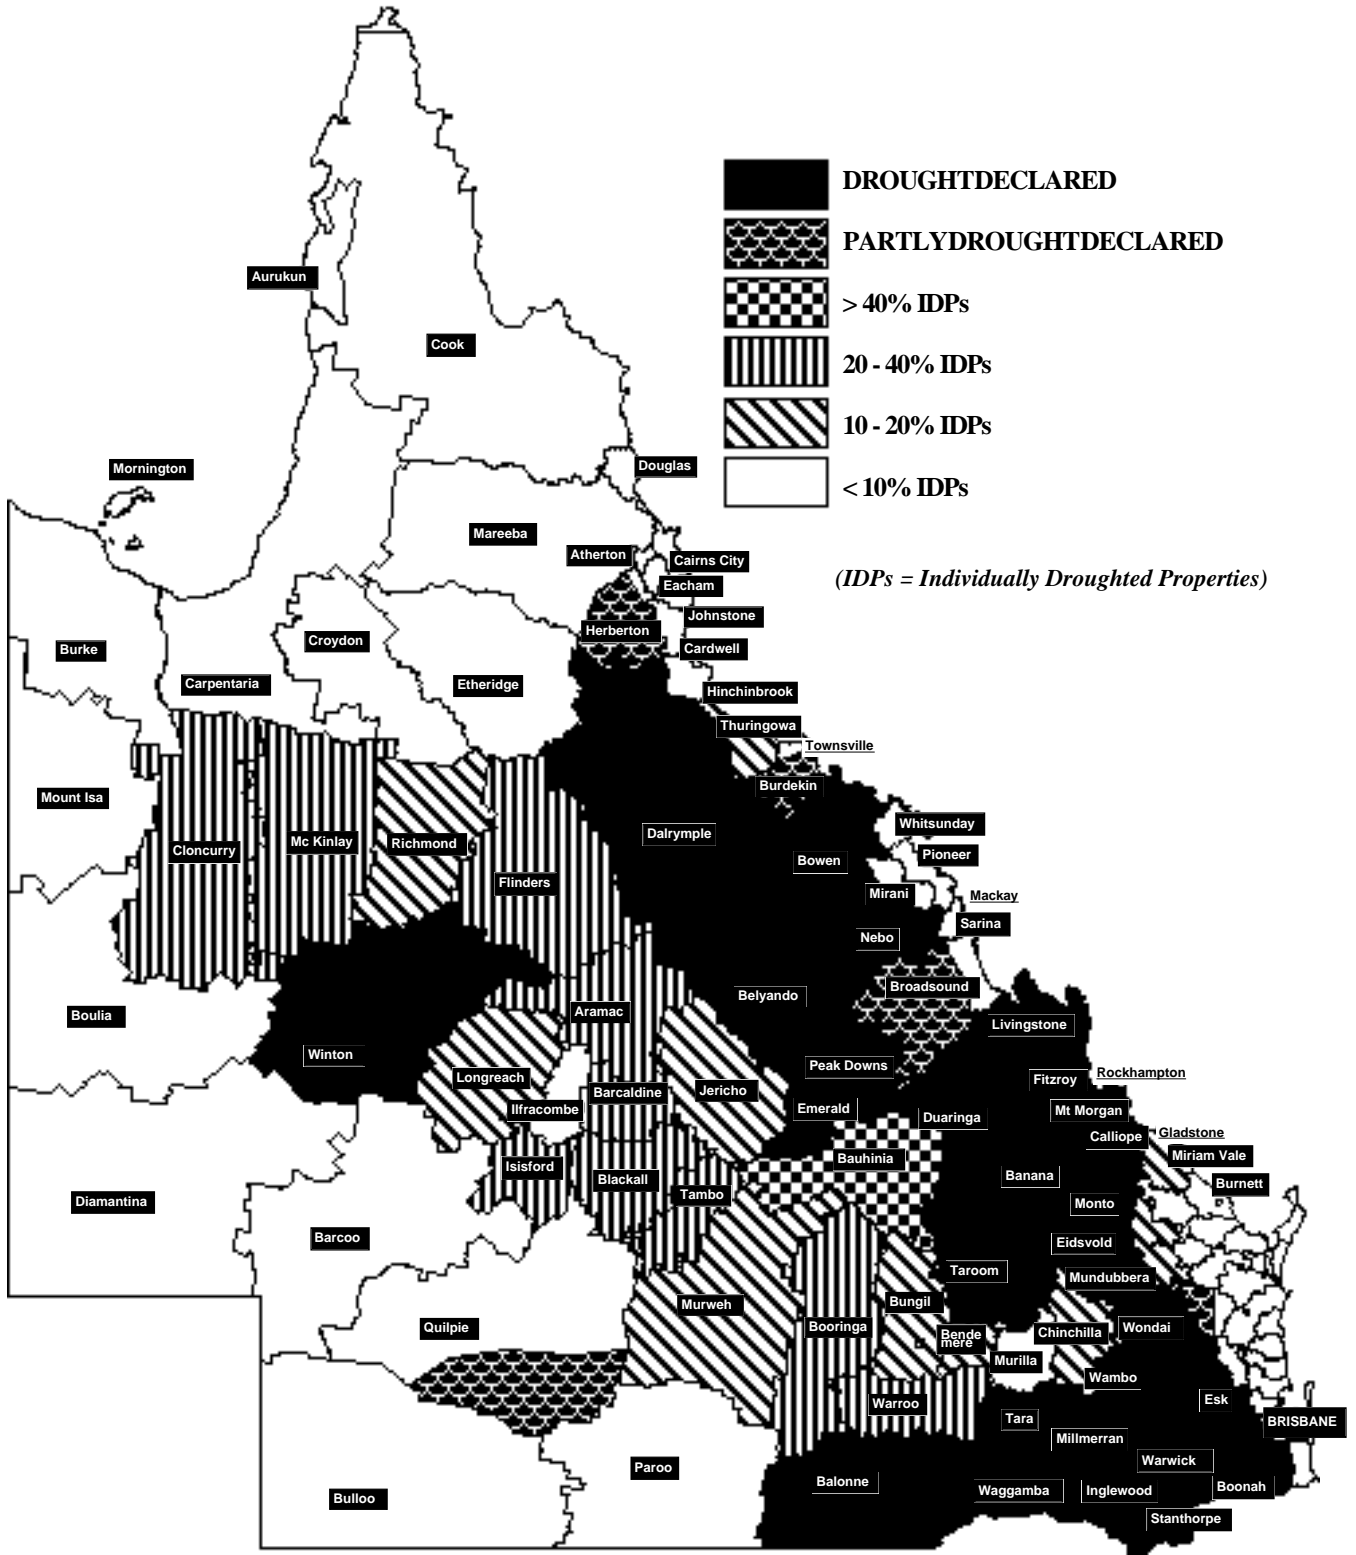 DROUGHTDECLARED
PARTLYDROUGHTDECLARED
> 40% IDPs
20 - 40% IDPs
10 - 20% IDPs
< 10% IDPs
(IDPs = Individually Droughted Properties)
Aurukun
Cook
Mornington
Douglas
Mareeba
Atherton
Cairns City
Eacham
Johnstone
Herberton
Cardwell
Burke
Croydon
Carpentaria
Etheridge
Hinchinbrook
Thuringowa
Townsville
Mount Isa
Burdekin
Cloncurry
Mc Kinlay
Richmond
Dalrymple
Whitsunday
Bowen
Pioneer
Flinders
Mirani
Mackay
Sarina
Nebo
Belyando
Broadsound
Boulia
Aramac
Livingstone
Winton
Longreach
Peak Downs
Fitzroy
Rockhampton
Ilfracombe
Barcaldine
Jericho
Emerald
Duaringa
Mt Morgan
Calliope
Gladstone
Miriam Vale
Isisford
Blackall
Bauhinia
Banana
Burnett
Diamantina
Tambo
Monto
Barcoo
Eidsvold
Taroom
Mundubbera
Murweh
Bungil
Quilpie
Booringa
Bende
mere
Chinchilla
Wondai
Murilla
Wambo
Warroo
Esk
Tara
BRISBANE
Millmerran
Paroo
Warwick
Bulloo
Balonne
Waggamba
Inglewood
Boonah
Stanthorpe